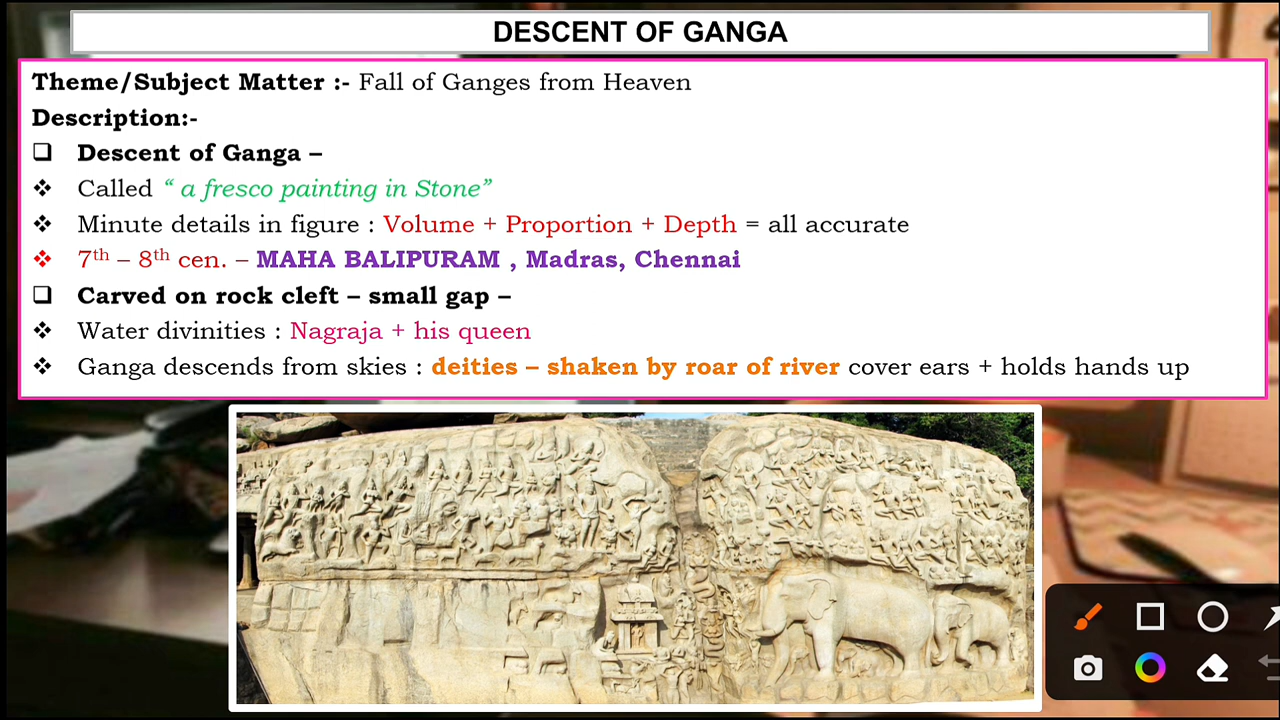 DESCENT OF GANGA
Theme/Subject Matter :- Fall of Ganges from Heaven
Description:-
❑ Descent of Ganga –
❖ Called “ a fresco painting in Stone”
❖ Minute details in figure : Volume + Proportion + Depth = all accurate
❖ 7th – 8th cen. – MAHA BALIPURAM , Madras, Chennai
❑ Carved on rock cleft – small gap –
❖ Water divinities : Nagraja + his queen
❖ Ganga descends from skies : deities – shaken by roar of river cover ears + holds hands up